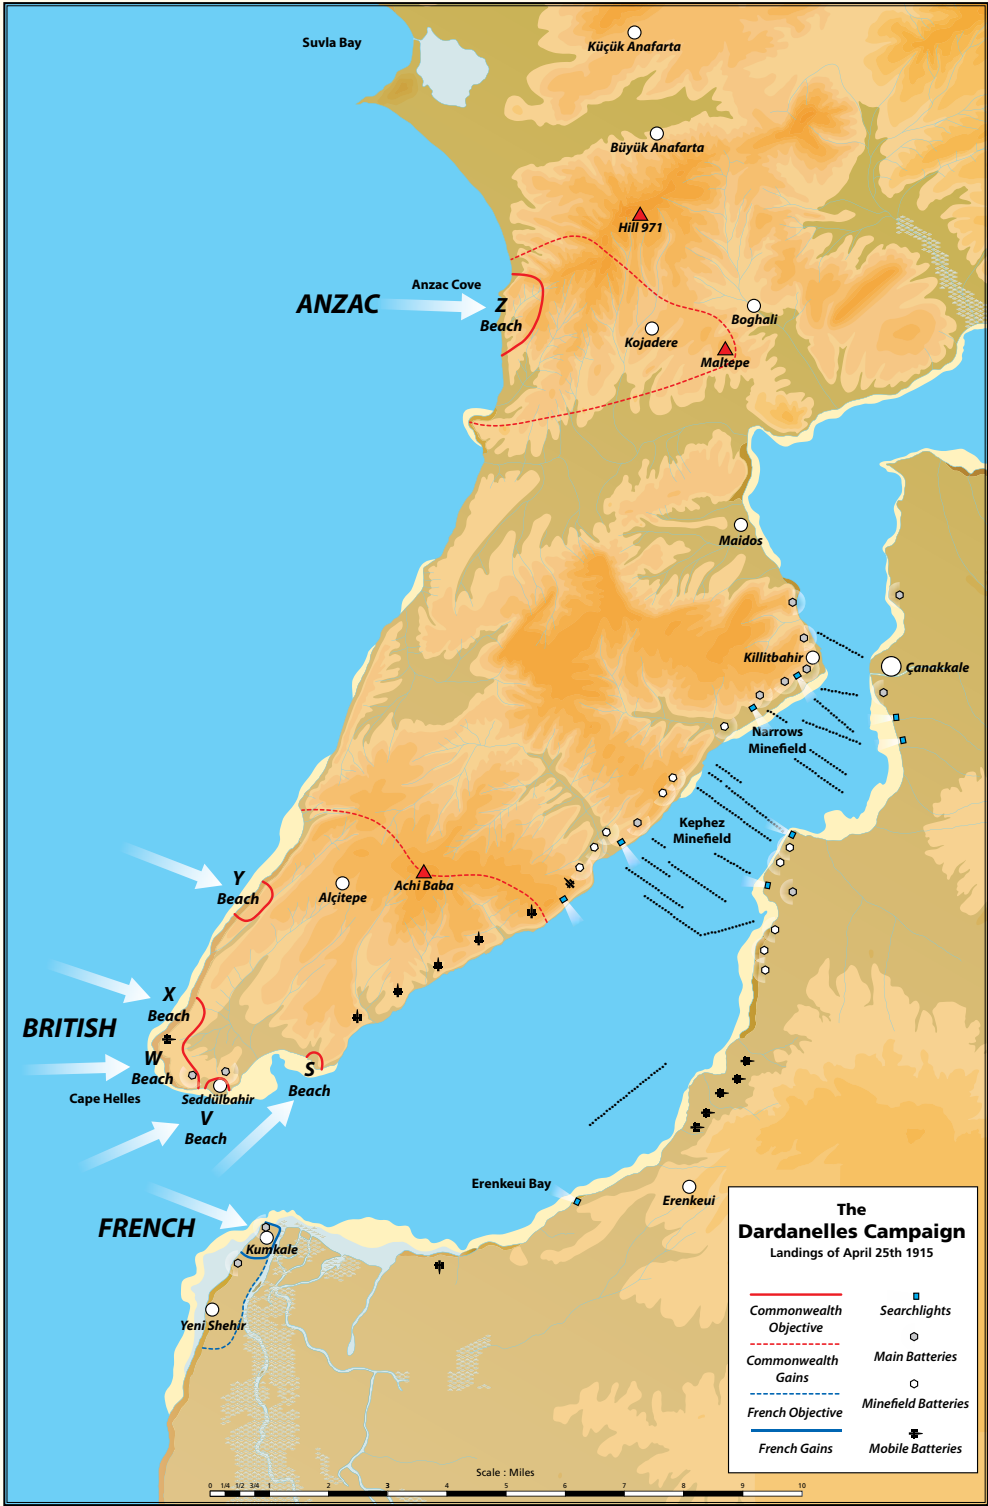 Suvla Bay
Küçük Anafarta
Büyük Anafarta
Hill 971
Anzac Cove
ANZAC
Z
Beach
Boghali
Kojadere
Maltepe
Maidos
Killitbahir
Çanakkale
Narrows
Minefield
Kephez
Minefield
Y
Beach
Alçitepe
Achi Baba
X
Beach
BRITISH
W
Beach
Cape Helles
Seddülbahir
S
Beach
V
Beach
Erenkeui Bay
Erenkeui
FRENCH
Kumkale
Yeni Shehir
The
Dardanelles Campaign
Landings of April 25th 1915
Commonwealth
Objective
Commonwealth
Gains
French Objective
French Gains
Searchlights
Main Batteries
Minefield Batteries
Mobile Batteries
Scale : Miles
0 1/4 1/2 3/4 1 2 3 4 5 6 7 8 9 10